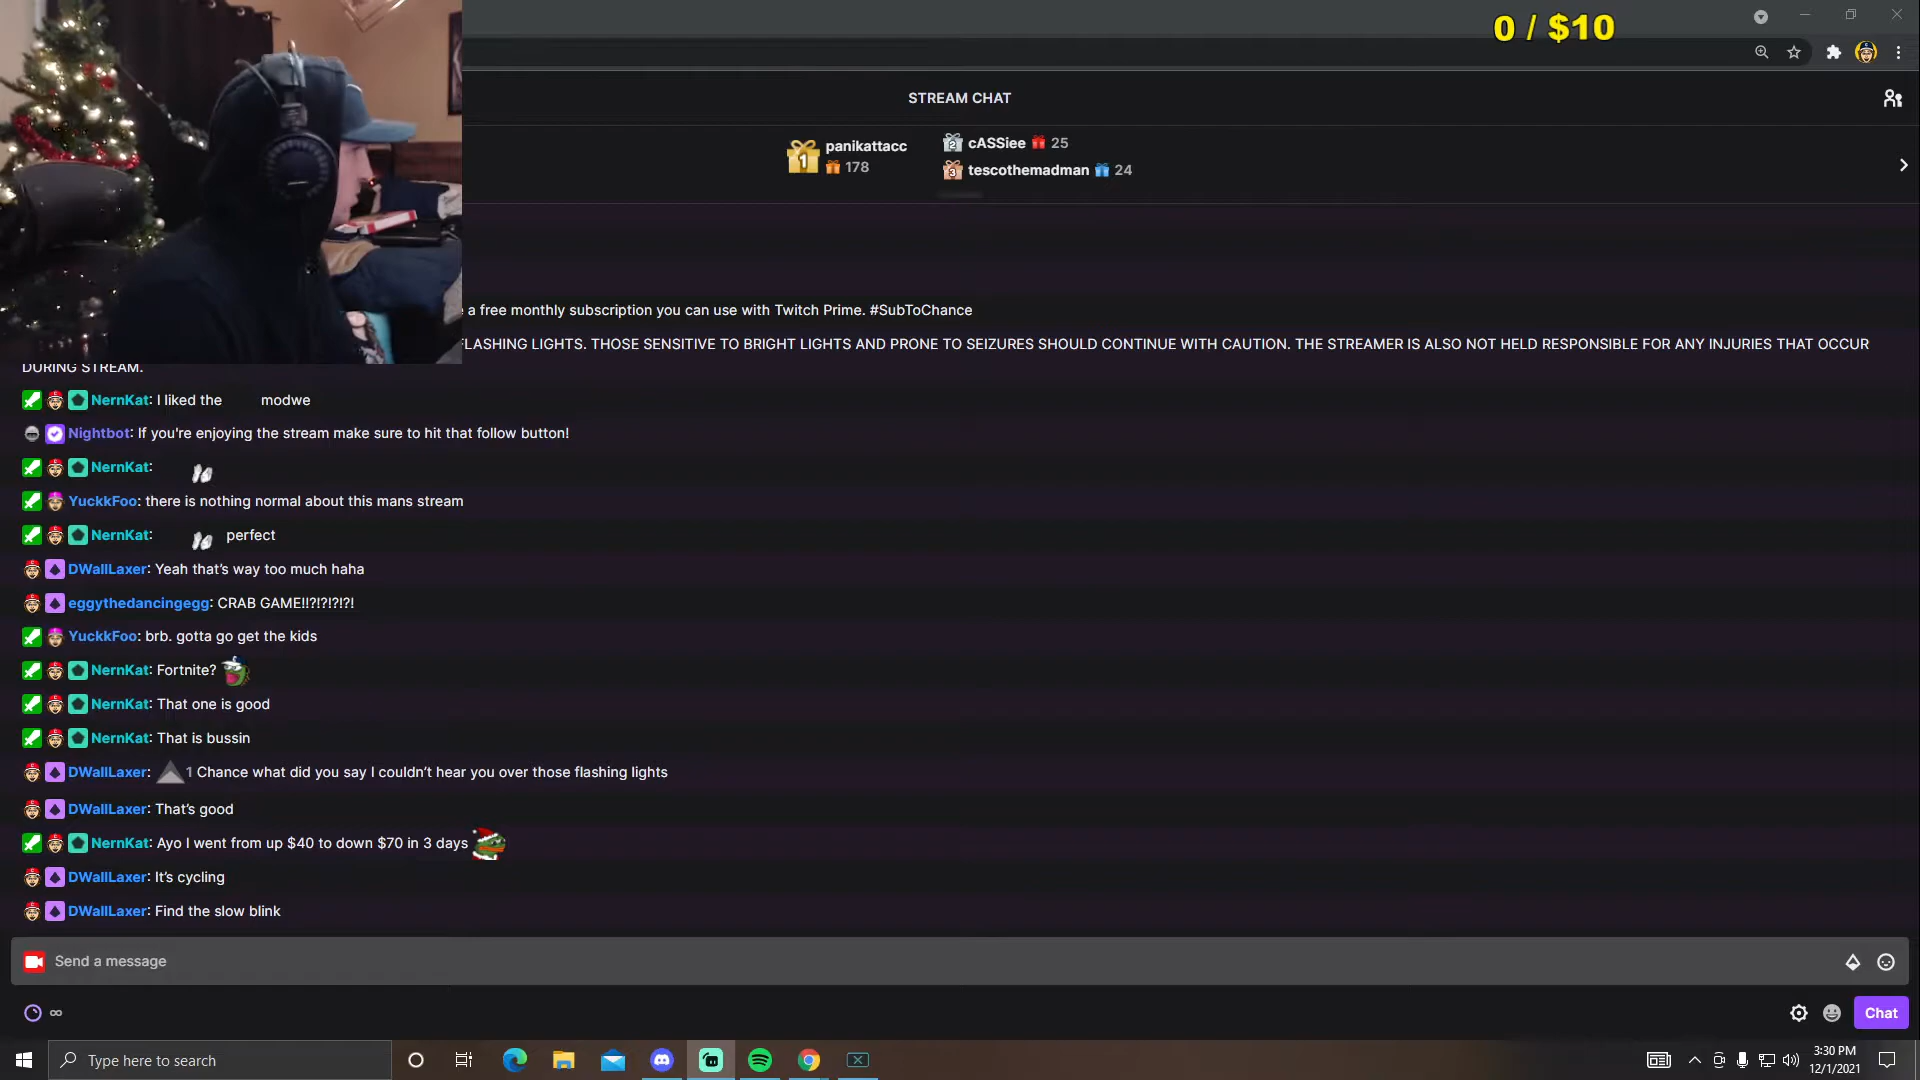 0 / $10
STREAM CHAT
1 panikattacc
178
2 cASSiee 25
3 tescothemadman 24
a free monthly subscription you can use with Twitch Prime. #SubToChance
FLASHING LIGHTS. THOSE SENSITIVE TO BRIGHT LIGHTS AND PRONE TO SEIZURES SHOULD CONTINUE WITH CAUTION. THE STREAMER IS ALSO NOT HELD RESPONSIBLE FOR ANY INJURIES THAT OCCUR
DURING STREAM.
NernKat: I liked the modwe
Nightbot: If you're enjoying the stream make sure to hit that follow button!
NernKat:
YuckkFoo: there is nothing normal about this mans stream
NernKat: perfect
DWallLaxer: Yeah that's way too much haha
eggythedancingegg: CRAB GAME!!?!?!?!?!
YuckkFoo: brb. gotta go get the kids
NernKat: Fortnite?
NernKat: That one is good
NernKat: That is bussin
DWallLaxer: 1 Chance what did you say I couldn't hear you over those flashing lights
DWallLaxer: That's good
NernKat: Ayo I went from up $40 to down $70 in 3 days
DWallLaxer: It's cycling
DWallLaxer: Find the slow blink
Send a message
∞
Chat
Type here to search
3:30 PM
12/1/2021